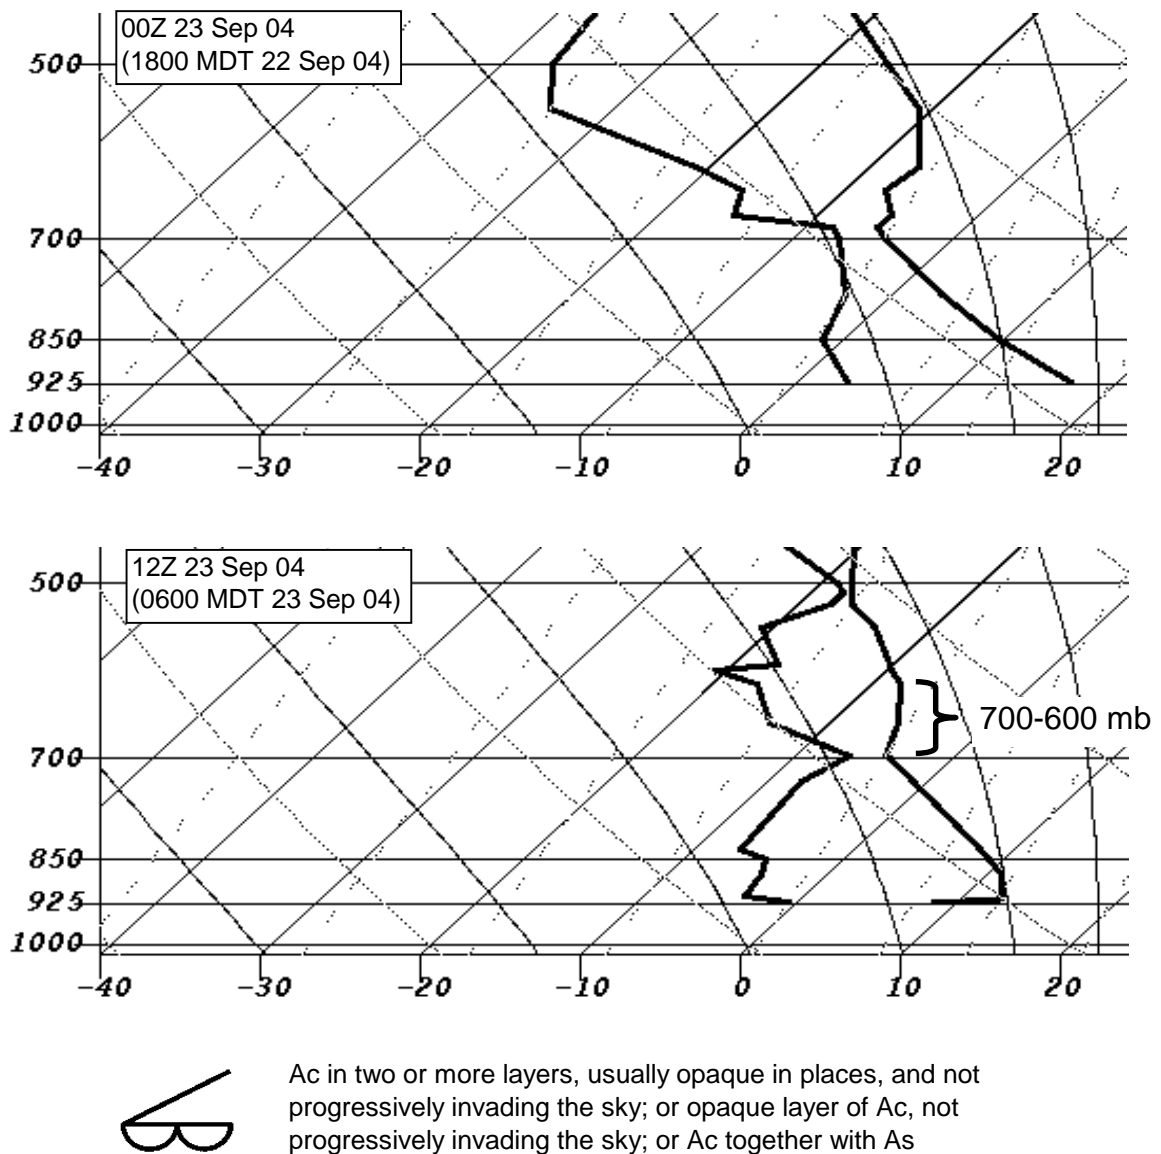 00Z 23 Sep 04
(1800 MDT 22 Sep 04)
500
700
850
925
1000
-40 -30 -20 -10 0 10 20
12Z 23 Sep 04
(0600 MDT 23 Sep 04)
500
700-600 mb
700
850
925
1000
-40 -30 -20 -10 0 10 20
Ac in two or more layers, usually opaque in places, and not
progressively invading the sky; or opaque layer of Ac, not
progressively invading the sky; or Ac together with As